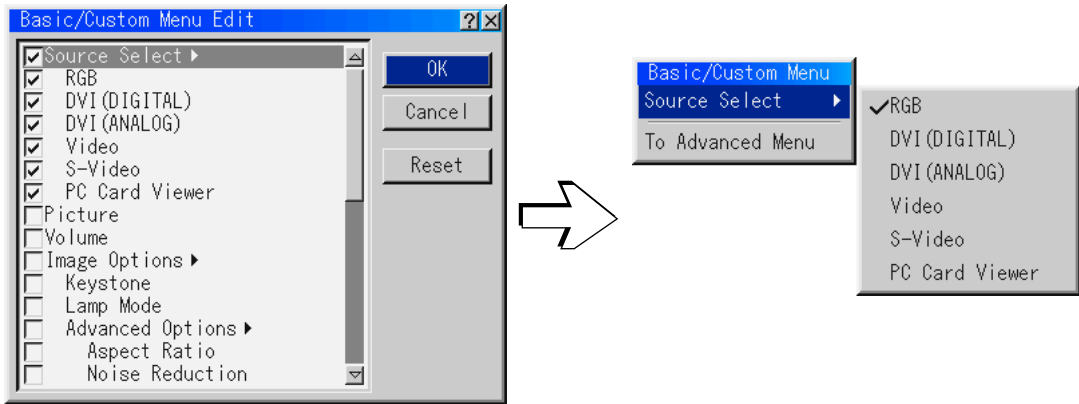 Basic/Custom Menu Edit
Source Select
RGB
DVI(DIGITAL)
DVI(ANALOG)
Video
S-Video
PC Card Viewer
Picture
Volume
Image Options
Keystone
Lamp Mode
Advanced Options
Aspect Ratio
Noise Reduction
OK
Cancel
Reset
Basic/Custom Menu
Source Select
To Advanced Menu
RGB
DVI(DIGITAL)
DVI(ANALOG)
Video
S-Video
PC Card Viewer